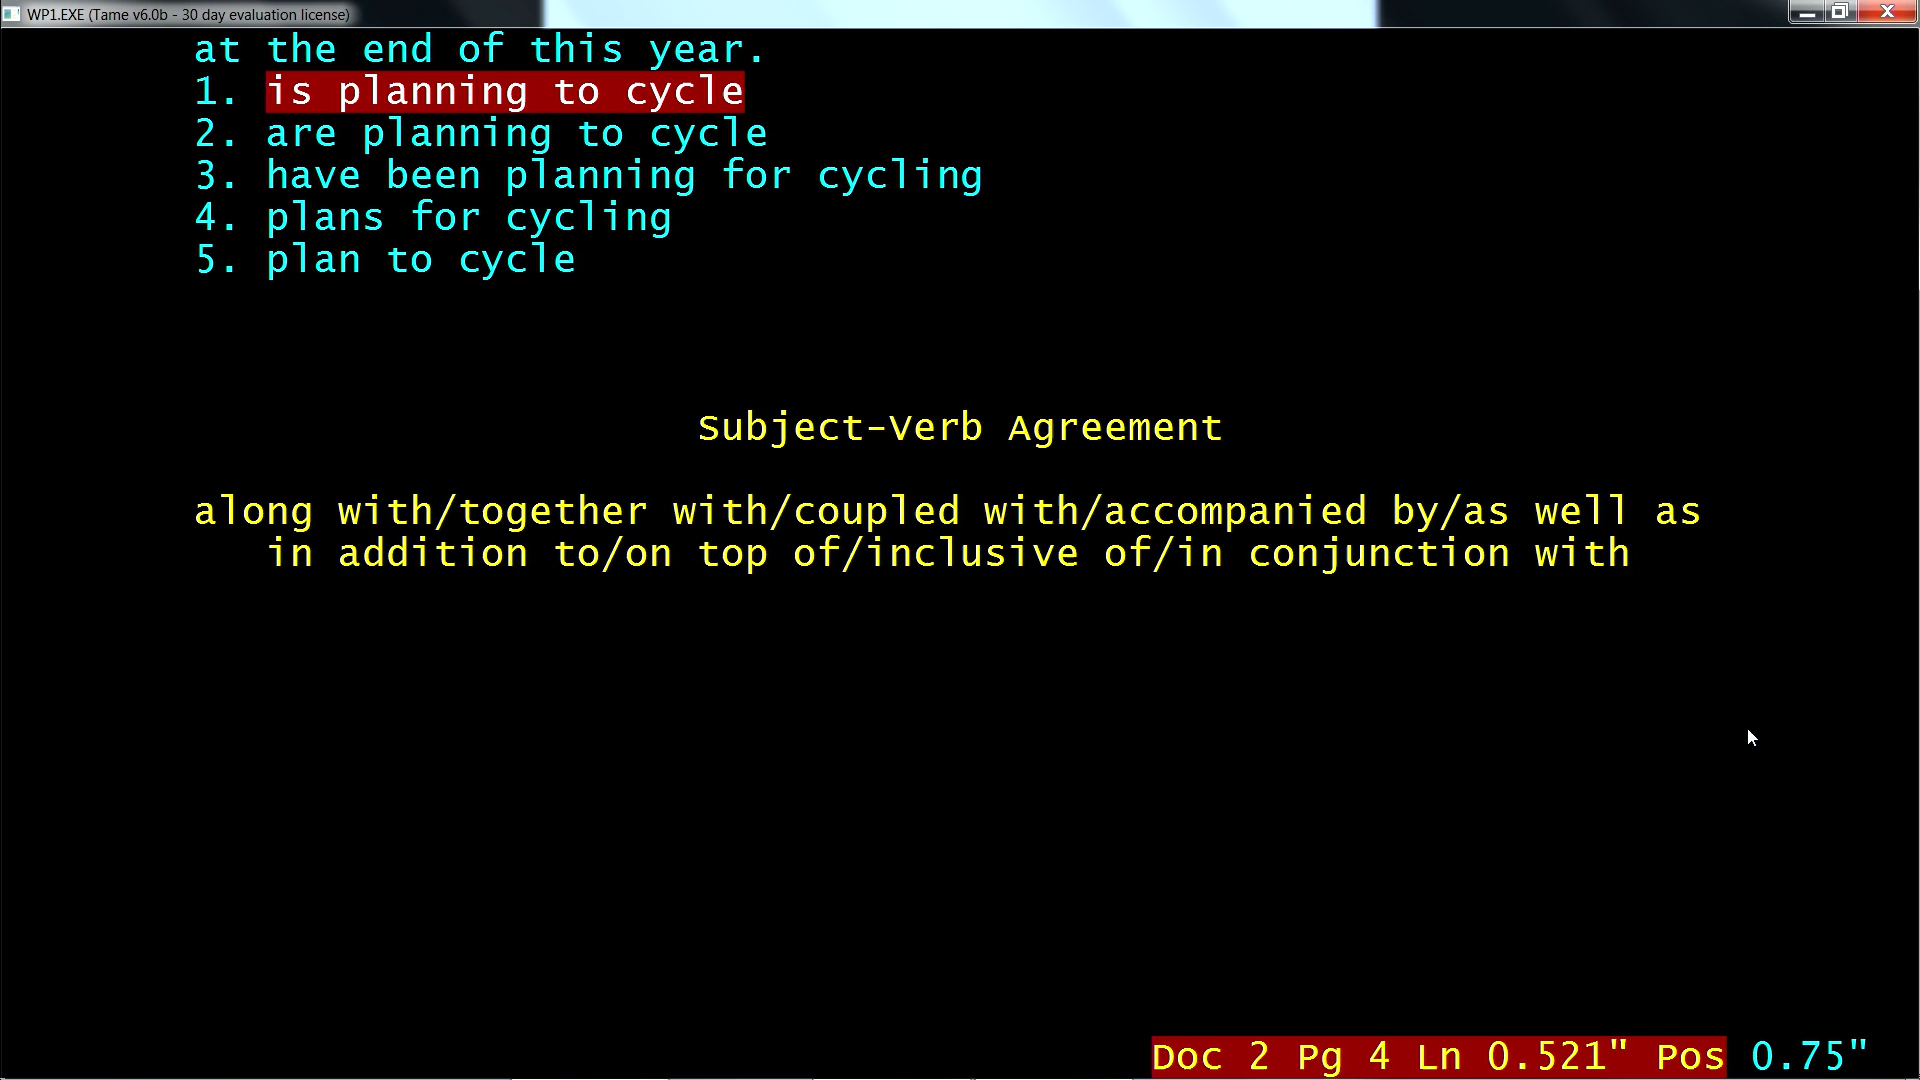 WP1.EXE (Tame v6.0b - 30 day evaluation license)
at the end of this year.
1. is planning to cycle
2. are planning to cycle
3. have been planning for cycling
4. plans for cycling
5. plan to cycle
Subject-Verb Agreement
along with/together with/coupled with/accompanied by/as well as
in addition to/on top of/inclusive of/in conjunction with
Doc 2 Pg 4 Ln 0.521" Pos 0.75"